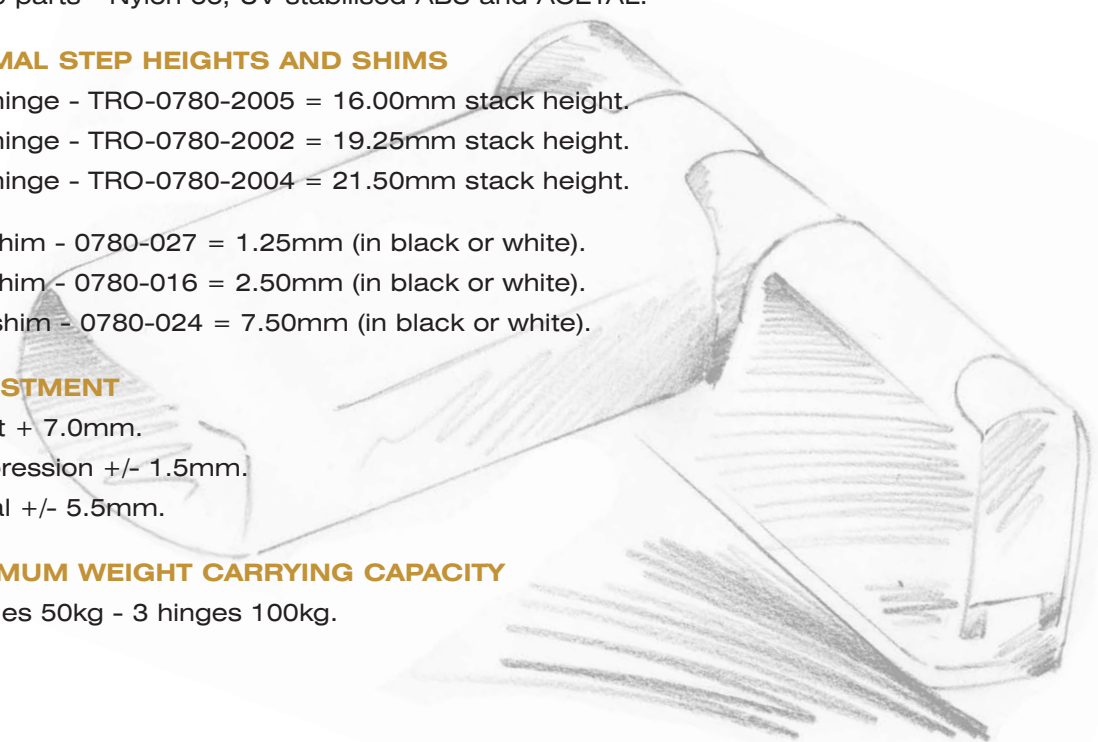 parts - Nylon 66, UV stabilised ABS and ACETAL.
MAL STEP HEIGHTS AND SHIMS
hinge - TRO-0780-2005 = 16.00mm stack height.
hinge - TRO-0780-2002 = 19.25mm stack height.
hinge - TRO-0780-2004 = 21.50mm stack height.
him - 0780-027 = 1.25mm (in black or white).
him - 0780-016 = 2.50mm (in black or white).
shim - 0780-024 = 7.50mm (in black or white).
STMENT
t + 7.0mm.
ression +/- 1.5mm.
al +/- 5.5mm.
MUM WEIGHT CARRYING CAPACITY
es 50kg - 3 hinges 100kg.